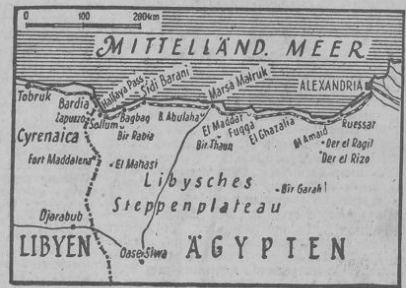 0 100 200km
MITTELLÄND. MEER
ALEXANDRIA
Tobruk
Bardia
Halfaya Pass
Sidi Barani
Marsa Matruk
Sollum
Bagbag
Bir Rabia
B. Abulaha
El Maddar
Bir Thaun
Fugga
El Ghazalia
Bl Amaid
Ruessat
Der el Ragil
Der el Rizo
Cyrenaica
Fort Maddalena
El Mahasi
Libysches
Steppenplateau
Bir Garah
Djarabub
Oase Siwa
LIBYEN
ÄGYPTEN